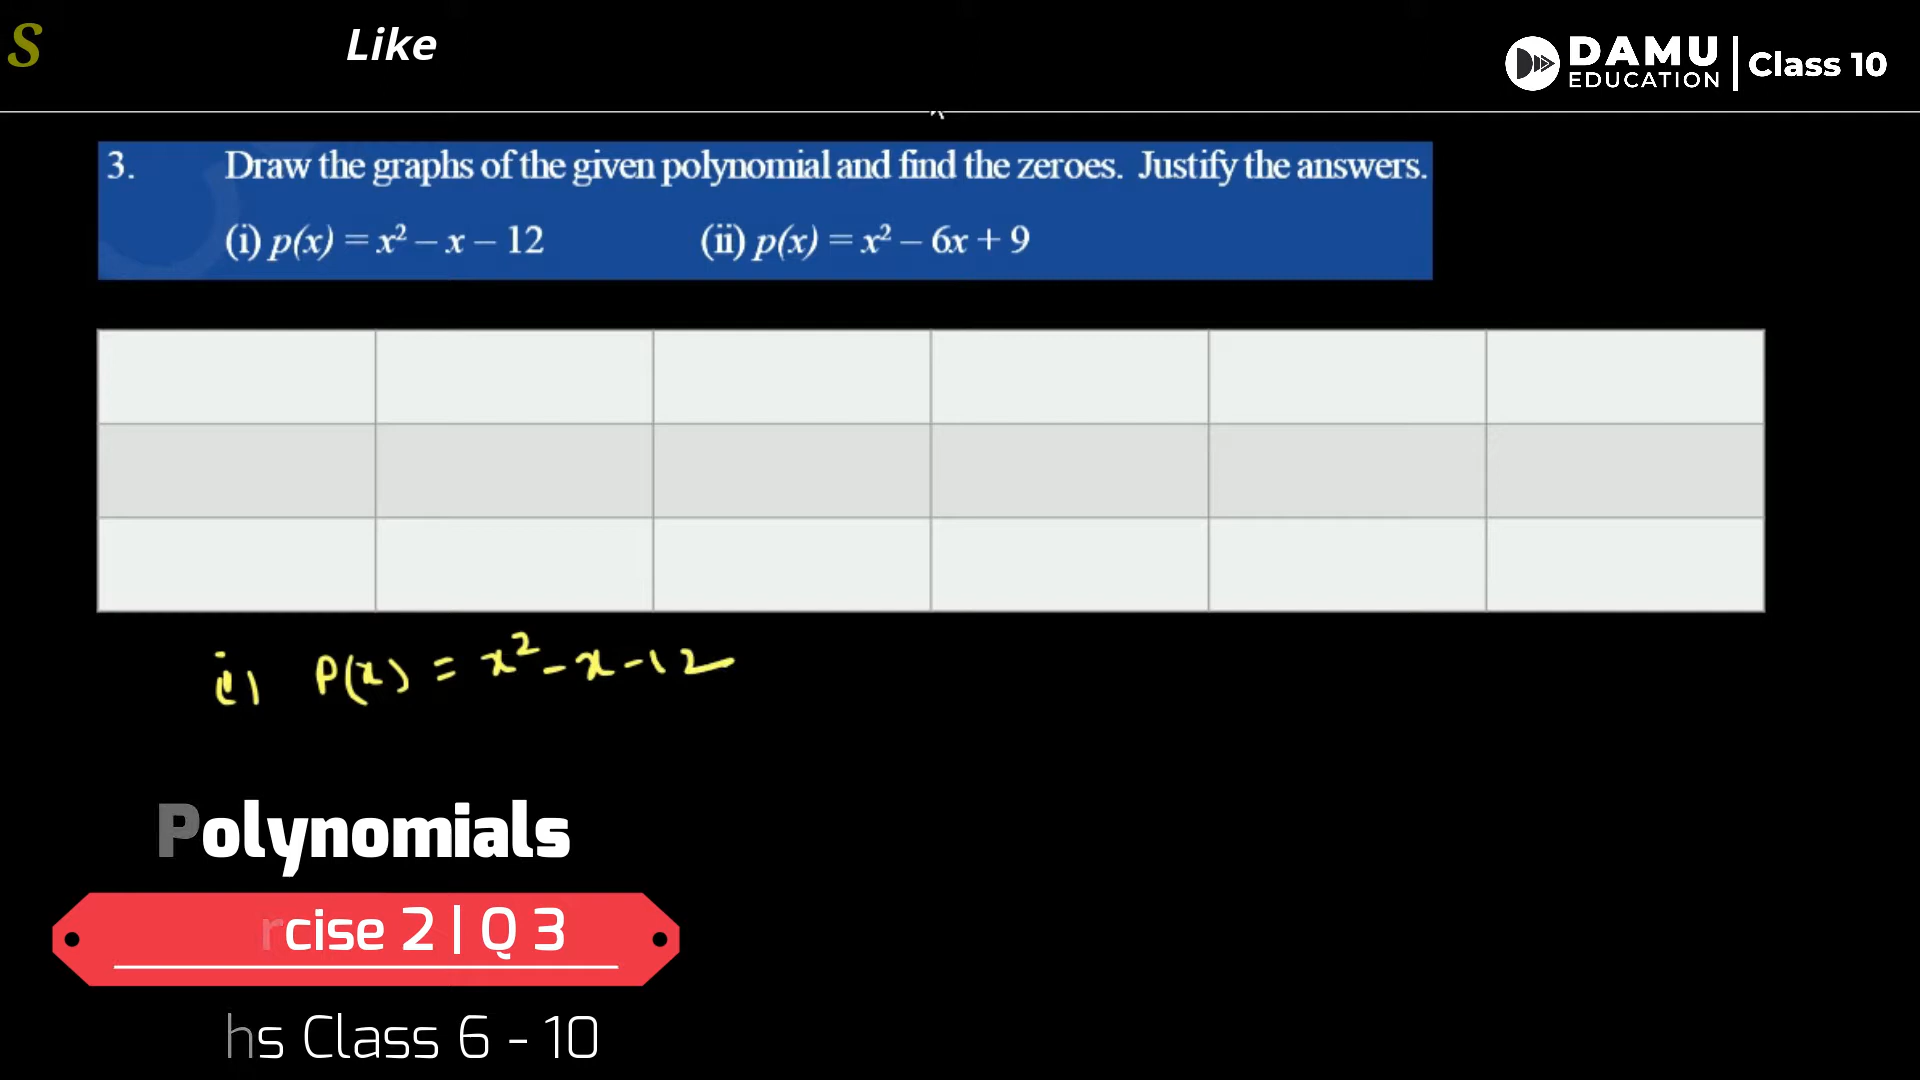 S
Like
DAMU EDUCATION | Class 10
3. Draw the graphs of the given polynomial and find the zeroes. Justify the answers.
(i) p(x) = x² – x – 12 (ii) p(x) = x² – 6x + 9
i) P(x) = x² - x - 12
Polynomials
rcise 2 | Q 3
hs Class 6 - 10